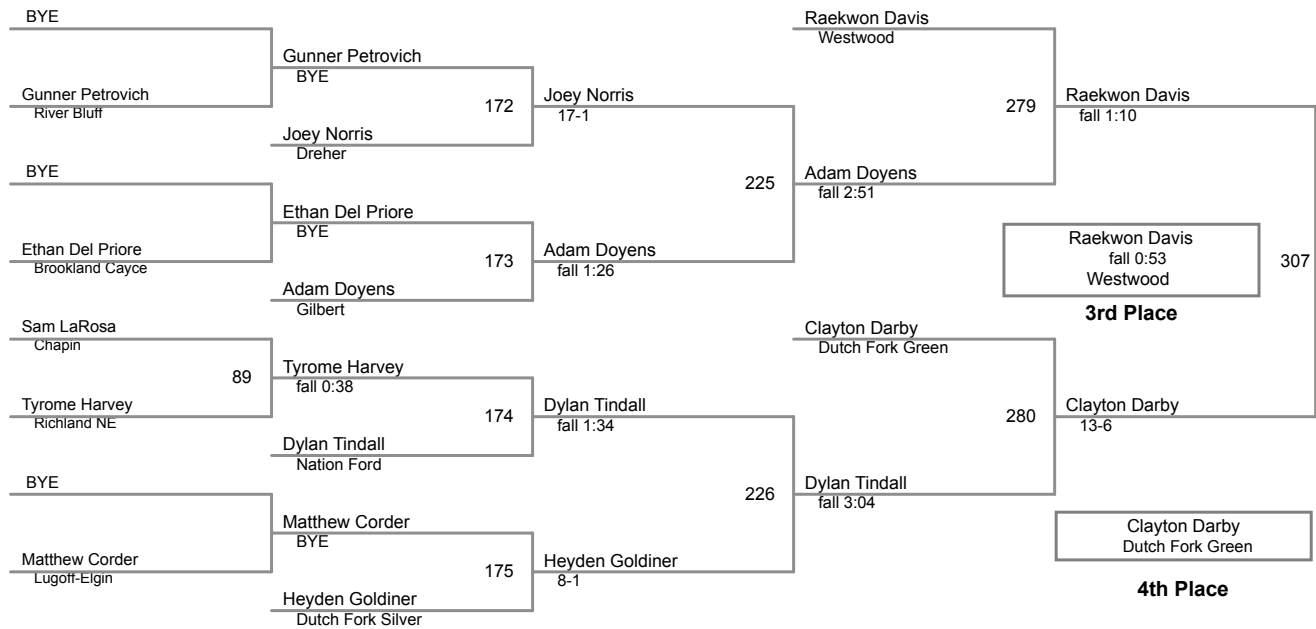 BYE
Gunner Petrovich
River Bluff
BYE
Ethan Del Priore
Brookland Cayce
Sam LaRosa
Chapin
89
Tyrome Harvey
Richland NE
BYE
Matthew Corder
Lugoff-Elgin
Gunner Petrovich
BYE
172
Joey Norris
Dreher
Ethan Del Priore
BYE
173
Adam Doyens
Gilbert
Tyrome Harvey
fall 0:38
174
Dylan Tindall
Nation Ford
Matthew Corder
BYE
175
Heyden Goldiner
Dutch Fork Silver
Joey Norris
17-1
225
Adam Doyens
fall 1:26
Dylan Tindall
fall 1:34
226
Heyden Goldiner
8-1
Raekwon Davis
Westwood
279
Adam Doyens
fall 2:51
Clayton Darby
Dutch Fork Green
280
Dylan Tindall
fall 3:04
Raekwon Davis
fall 1:10
Raekwon Davis
fall 0:53
Westwood
307
3rd Place
Clayton Darby
13-6
Clayton Darby
Dutch Fork Green
4th Place